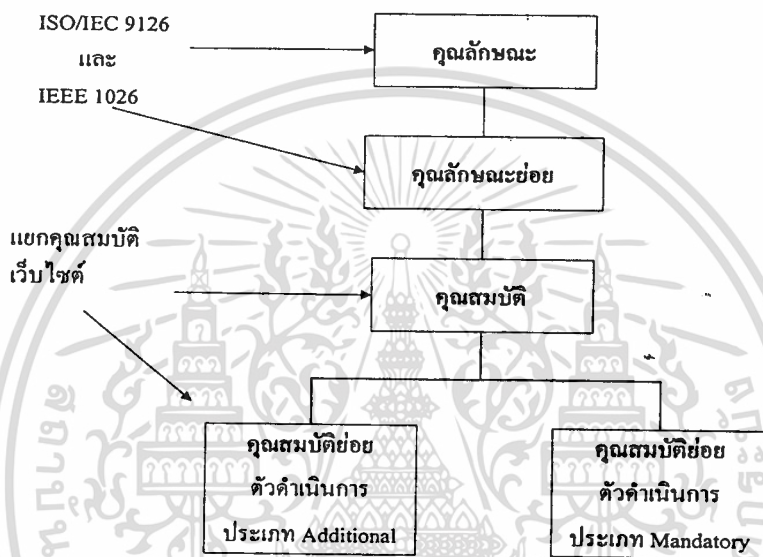 ISO/IEC 9126
และ
IEEE 1026
คุณลักษณะ
คุณลักษณะย่อย
แยกคุณสมบัติ
เว็บไซต์
คุณสมบัติ
คุณสมบัติย่อย
ตัวดำเนินการ
ประเภท Additional
คุณสมบัติย่อย
ตัวดำเนินการ
ประเภท Mandatory